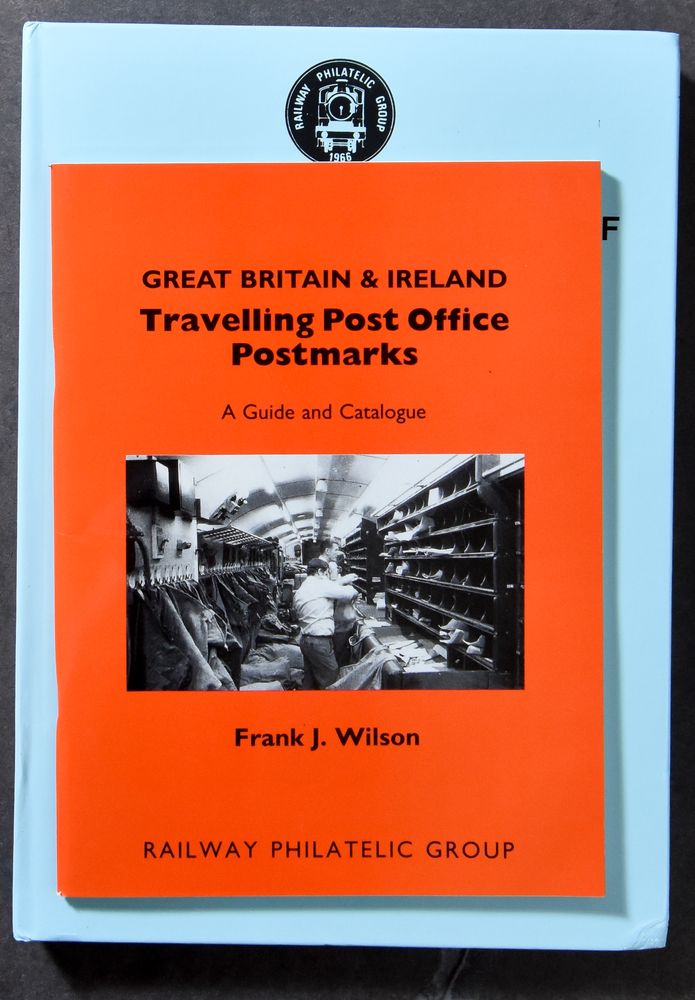 RAILWAY PHILATELIC GROUP
1966
F
GREAT BRITAIN & IRELAND
Travelling Post Office
Postmarks
A Guide and Catalogue
Frank J. Wilson
RAILWAY PHILATELIC GROUP